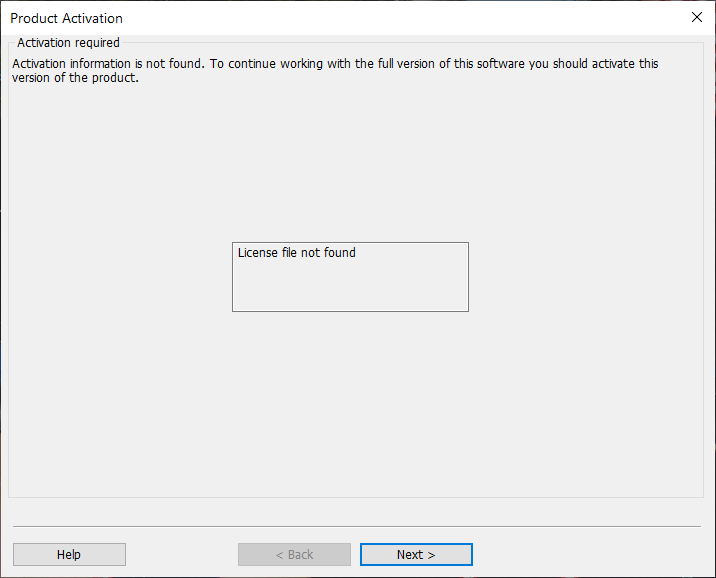 Product Activation
Activation required
Activation information is not found. To continue working with the full version of this software you should activate this
version of the product.
License file not found
Help
< Back
Next >